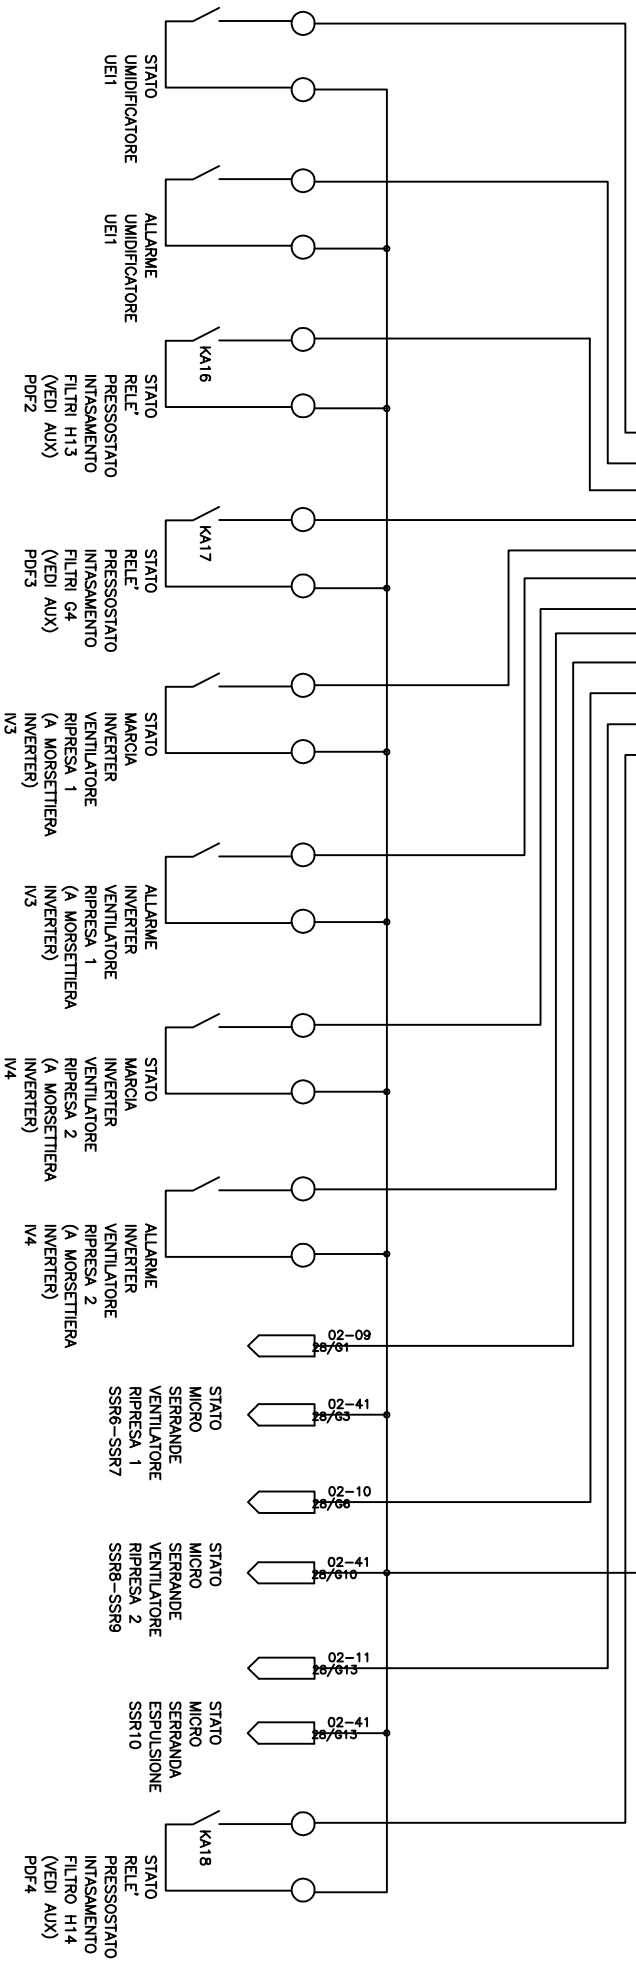 STATO
UMIDIFICATORE
UEI1
ALLARME
UMIDIFICATORE
UEI1
KA16
STATO
RELE'
PRESSOSTATO
INTASAMENTO
FILTRI H13
(VEDI AUX)
PDF2
KA17
STATO
RELE'
PRESSOSTATO
INTASAMENTO
FILTRI G4
(VEDI AUX)
PDF3
STATO
MARCIA
INVERTER
VENTILATORE
RIPRESA 1
(A MORSETTIERA
INVERTER)
IV3
ALLARME
INVERTER
VENTILATORE
RIPRESA 1
(A MORSETTIERA
INVERTER)
IV3
STATO
MARCIA
INVERTER
VENTILATORE
RIPRESA 2
(A MORSETTIERA
INVERTER)
IV4
ALLARME
INVERTER
VENTILATORE
RIPRESA 2
(A MORSETTIERA
INVERTER)
IV4
02-09
28/G1
02-41
28/G3
STATO
MICRO
SERRANDE
VENTILATORE
RIPRESA 1
SSR6-SSR7
02-10
28/G6
02-41
28/G10
STATO
MICRO
SERRANDE
VENTILATORE
RIPRESA 2
SSR8-SSR9
02-11
28/G13
02-41
28/G13
STATO
MICRO
SERRANDA
ESPULSIONE
SSR10
KA18
STATO
RELE'
PRESSOSTATO
INTASAMENTO
FILTRO H14
(VEDI AUX)
PDF4